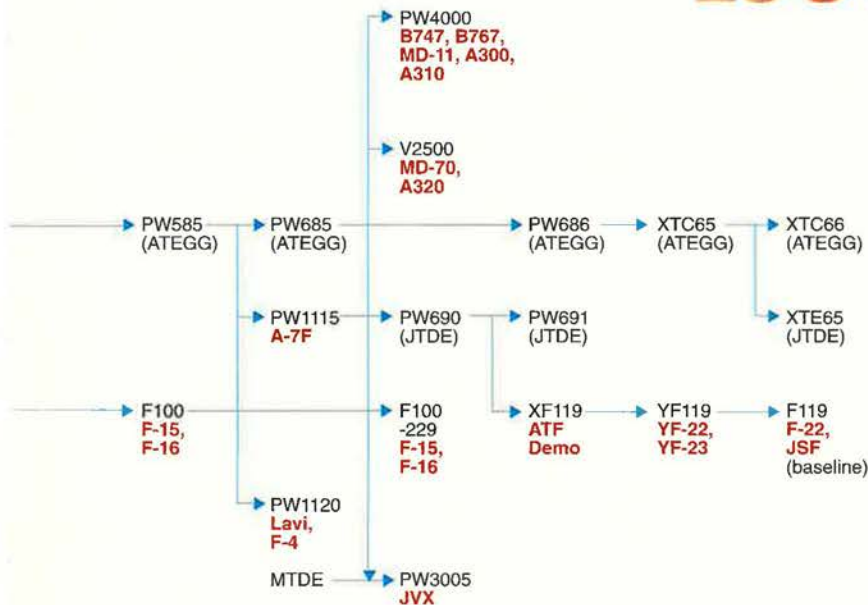 PW4000
B747, B767,
MD-11, A300,
A310
V2500
MD-70,
A320
PW585
(ATEGG)
PW685
(ATEGG)
PW686
(ATEGG)
XTC65
(ATEGG)
XTC66
(ATEGG)
PW1115
A-7F
PW690
(JTDE)
PW691
(JTDE)
XTE65
(JTDE)
F100
F-15,
F-16
F100
-229
F-15,
F-16
XF119
ATF
Demo
YF119
YF-22,
YF-23
F119
F-22,
JSF
(baseline)
PW1120
Lavi,
F-4
MTDE
PW3005
JVX